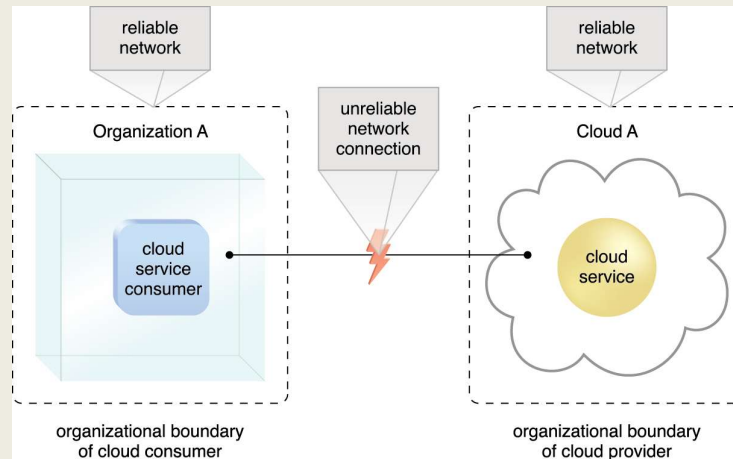 reliable
network
reliable
network
unreliable
network
connection
Organization A
Cloud A
cloud
service
consumer
cloud
service
organizational boundary
of cloud consumer
organizational boundary
of cloud provider